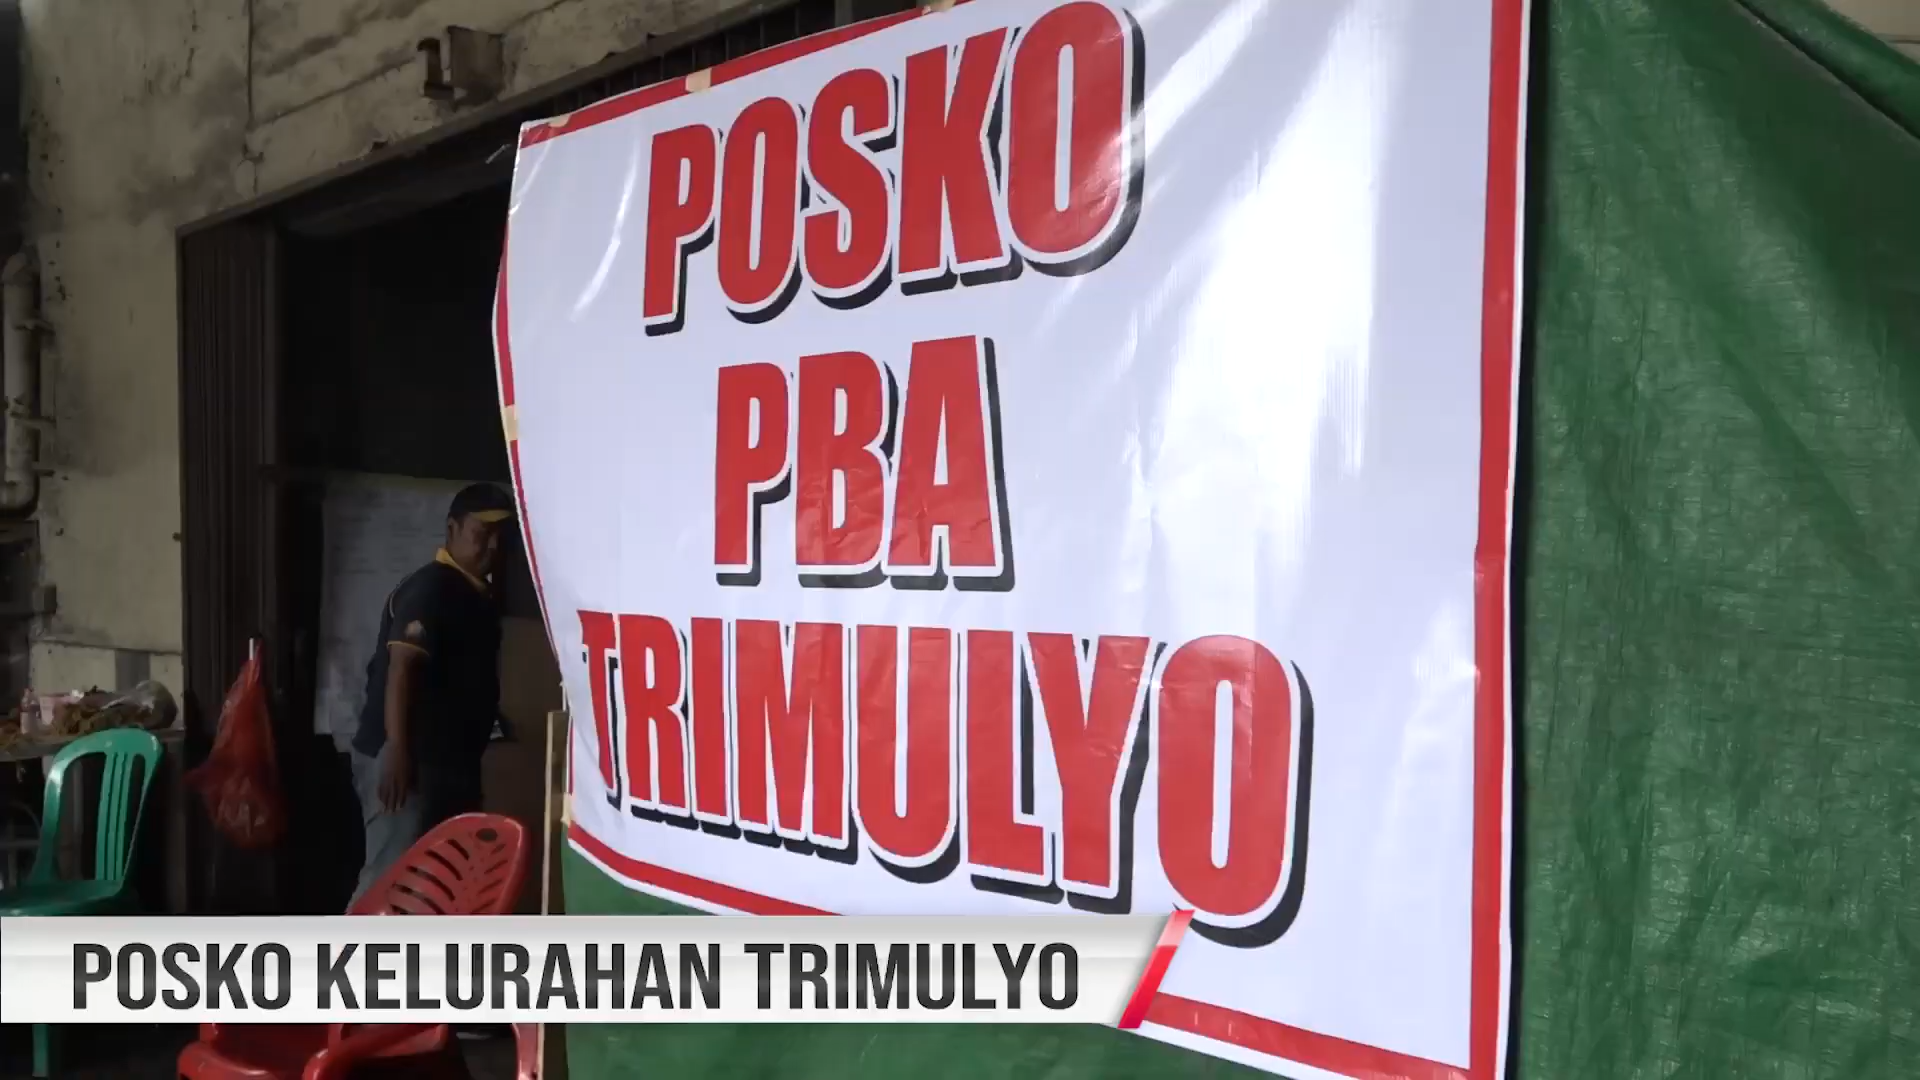 POSKO
PBA
TRIMULYO
POSKO KELURAHAN TRIMULYO